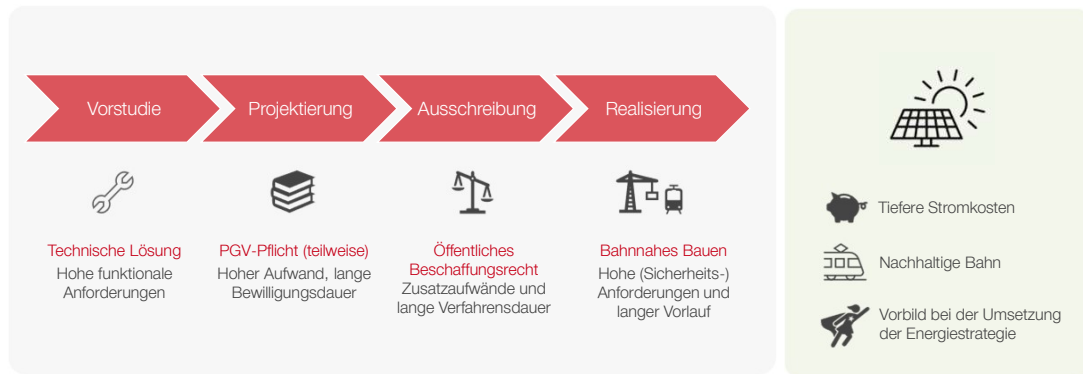 Vorstudie
Projektierung
Ausschreibung
Realisierung
Technische Lösung
Hohe funktionale
Anforderungen
PGV-Pflicht (teilweise)
Hoher Aufwand, lange
Bewilligungsdauer
Öffentliches
Beschaffungsrecht
Zusatzaufwände und
lange Verfahrensdauer
Bahnnahes Bauen
Hohe (Sicherheits-)
Anforderungen und
langer Vorlauf
Tiefere Stromkosten
Nachhaltige Bahn
Vorbild bei der Umsetzung
der Energiestrategie